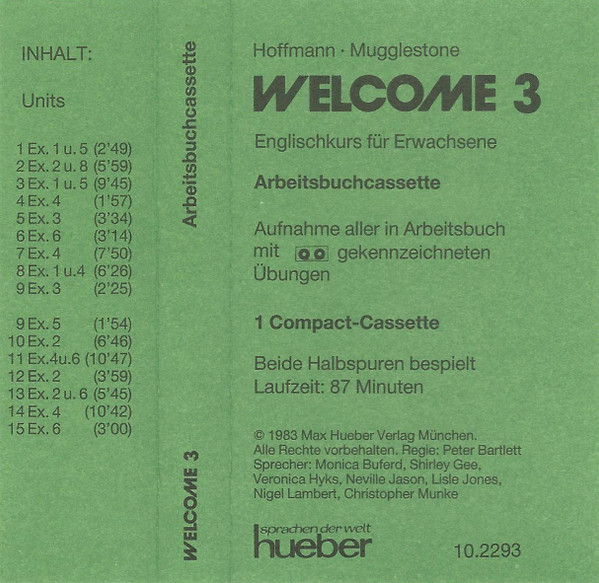 INHALT:
Units
1 Ex. 1 u. 5 (2'49)
2 Ex. 2 u. 8 (5'59)
3 Ex. 1 u. 5 (9'45)
4 Ex. 4 (1'57)
5 Ex. 3 (3'34)
6 Ex. 6 (3'14)
7 Ex. 4 (7'50)
8 Ex. 1 u. 4 (6'26)
9 Ex. 3 (2'25)
9 Ex. 5 (1'54)
10 Ex. 2 (6'46)
11 Ex. 4 u. 6 (10'47)
12 Ex. 2 (3'59)
13 Ex. 2 u. 6 (5'45)
14 Ex. 4 (10'42)
15 Ex. 6 (3'00)
Arbeitsbuchcassette
WELCOME 3
Hoffmann · Mugglestone
WELCOME 3
Englischkurs für Erwachsene
Arbeitsbuchcassette
Aufnahme aller in Arbeitsbuch
mit gekennzeichneten
Übungen
1 Compact-Cassette
Beide Halbspuren bespielt
Laufzeit: 87 Minuten
© 1983 Max Hueber Verlag München.
Alle Rechte vorbehalten. Regie: Peter Bartlett
Sprecher: Monica Buferd, Shirley Gee,
Veronica Hyks, Neville Jason, Lisle Jones,
Nigel Lambert, Christopher Munke
sprachen der welt
hueber
10.2293